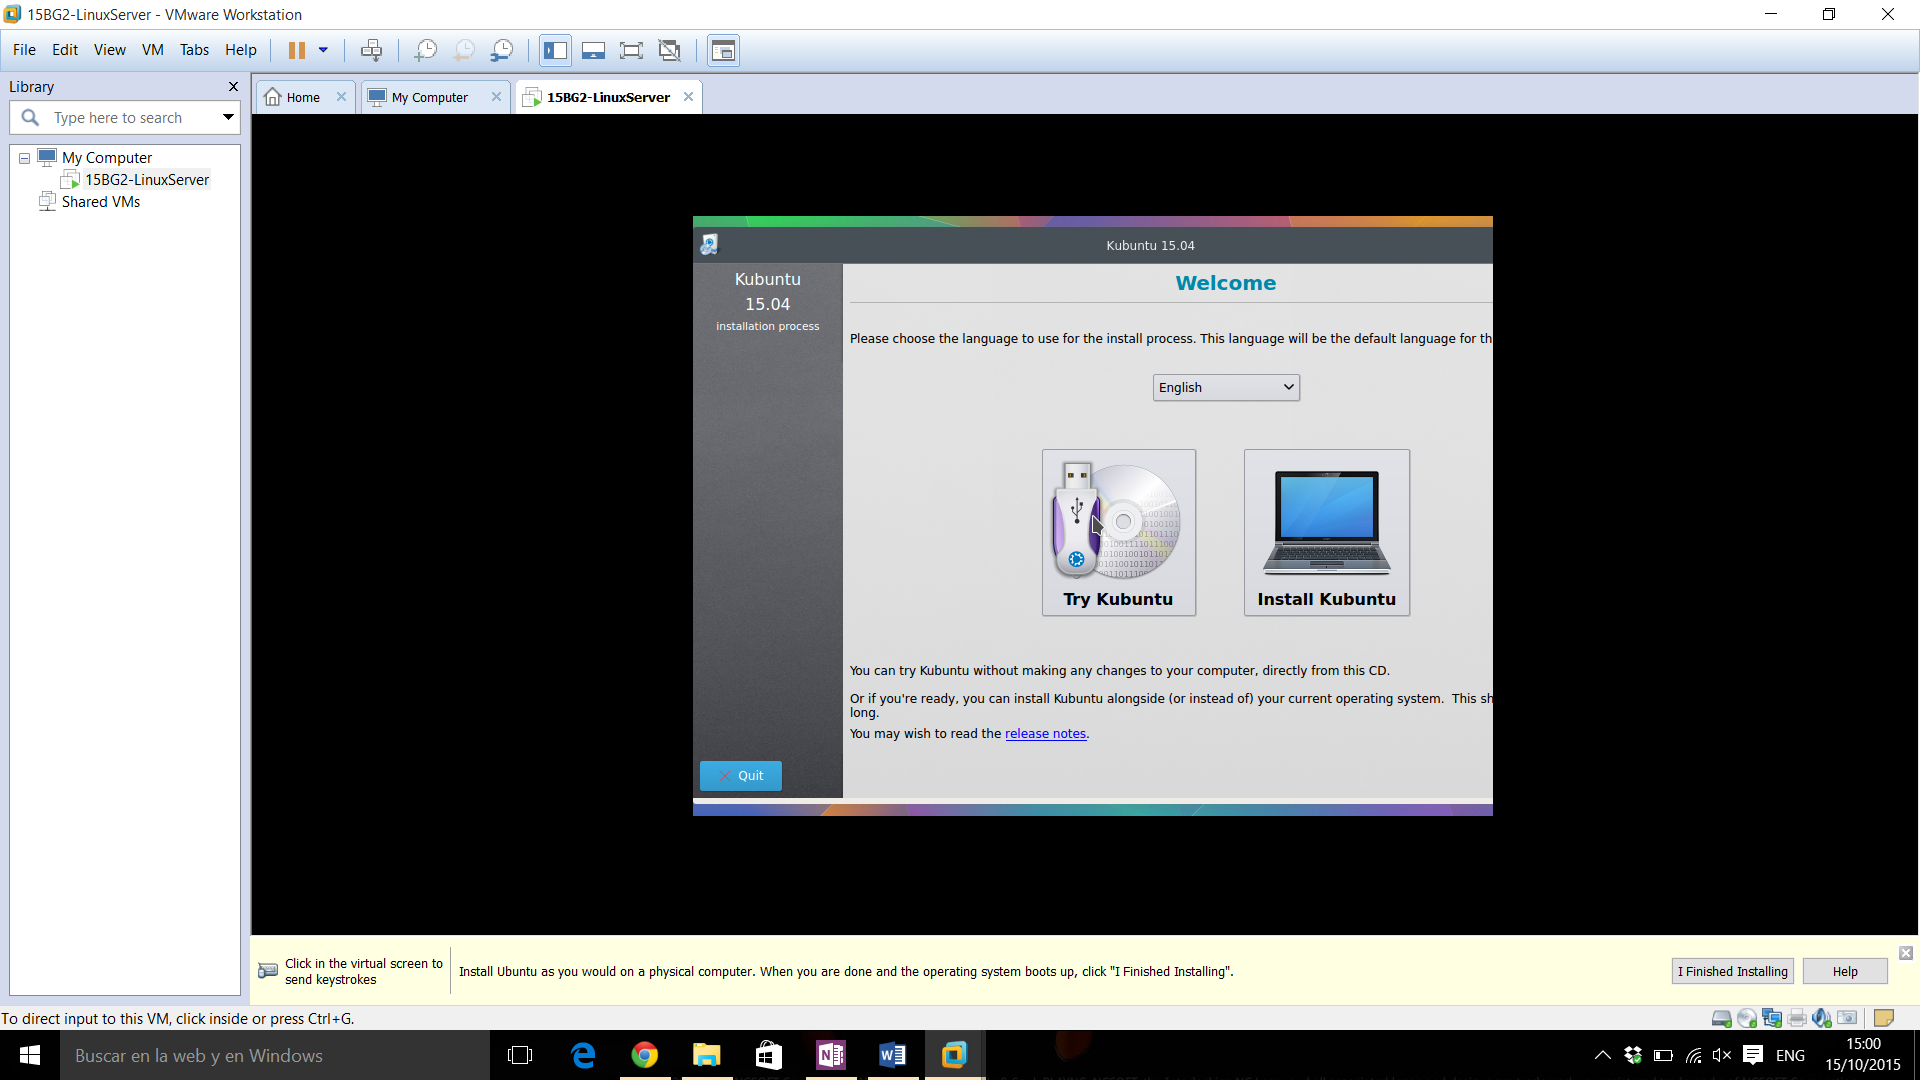 15BG2-LinuxServer - VMware Workstation
File Edit View VM Tabs Help
Library
Type here to search
My Computer
15BG2-LinuxServer
Shared VMs
Home
My Computer
15BG2-LinuxServer
Kubuntu 15.04
Kubuntu
15.04
installation process
Welcome
Please choose the language to use for the install process. This language will be the default language for th
English
Try Kubuntu
Install Kubuntu
You can try Kubuntu without making any changes to your computer, directly from this CD.
Or if you're ready, you can install Kubuntu alongside (or instead of) your current operating system. This sh
long.
You may wish to read the release notes.
Quit
Click in the virtual screen to
send keystrokes
Install Ubuntu as you would on a physical computer. When you are done and the operating system boots up, click "I Finished Installing".
I Finished Installing
Help
To direct input to this VM, click inside or press Ctrl+G.
Buscar en la web y en Windows
ENG
15:00
15/10/2015